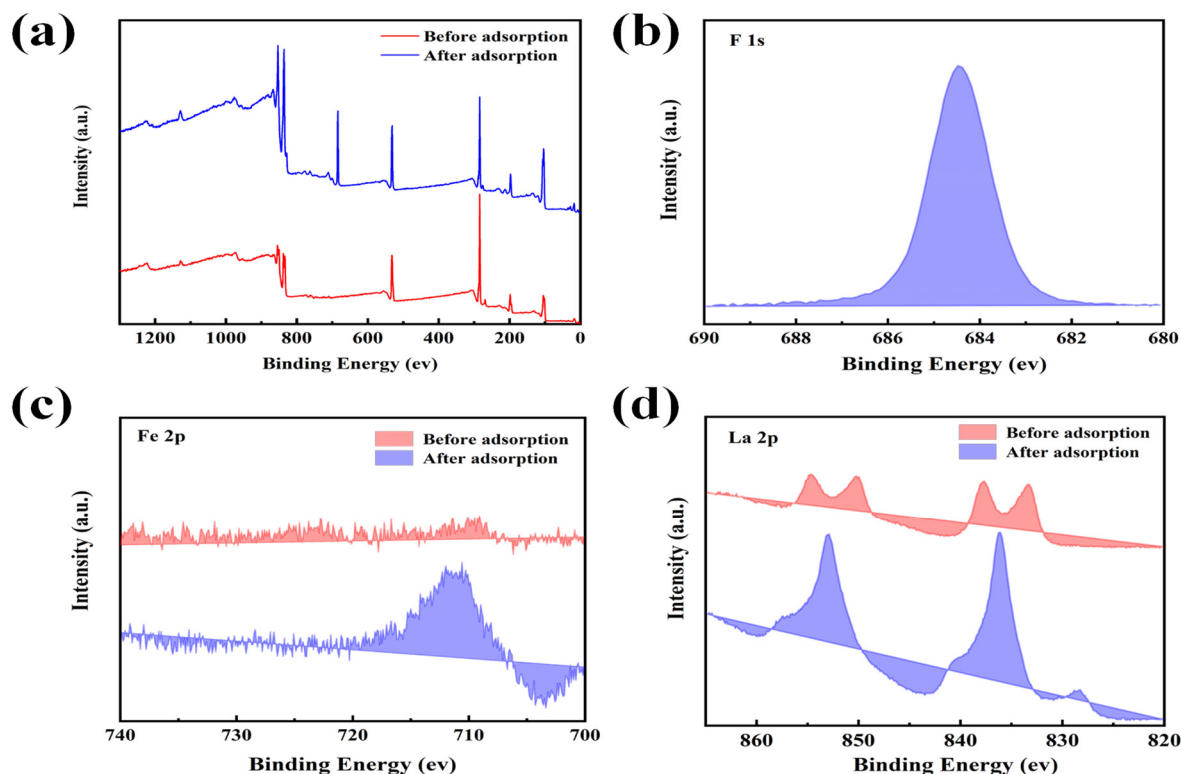 (a)
Before adsorption
After adsorption
Intensity (a.u.)
1200 1000 800 600 400 200 0
Binding Energy (ev)
(b)
F 1s
Intensity (a.u.)
690 688 686 684 682 680
Binding Energy (ev)
(c)
Fe 2p
Before adsorption
After adsorption
Intensity (a.u.)
740 730 720 710 700
Binding Energy (ev)
(d)
La 2p
Before adsorption
After adsorption
Intensity (a.u.)
860 850 840 830 820
Binding Energy (ev)